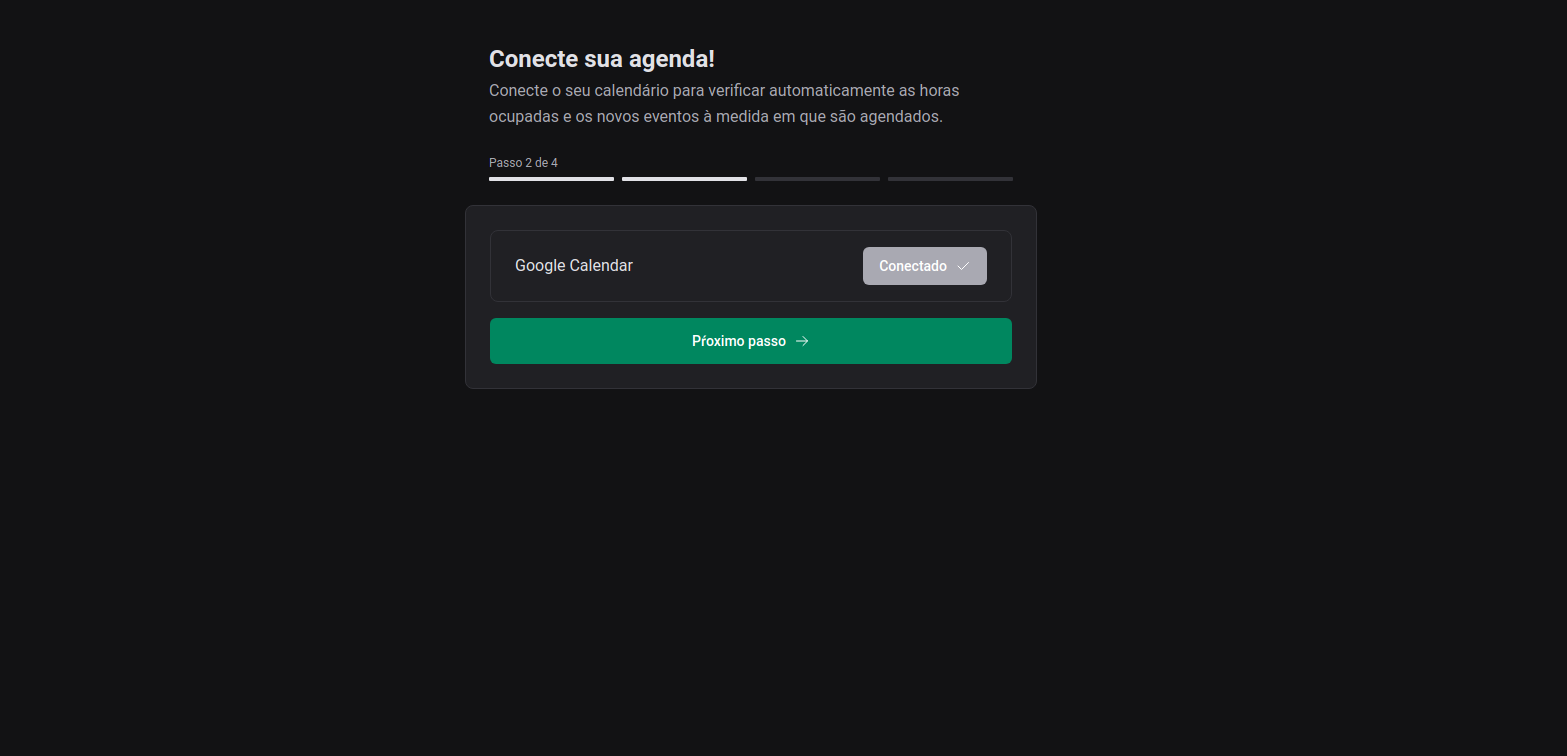 Conecte sua agenda!
Conecte o seu calendário para verificar automaticamente as horas
ocupadas e os novos eventos à medida em que são agendados.
Passo 2 de 4
Google Calendar
Conectado
Pŕoximo passo